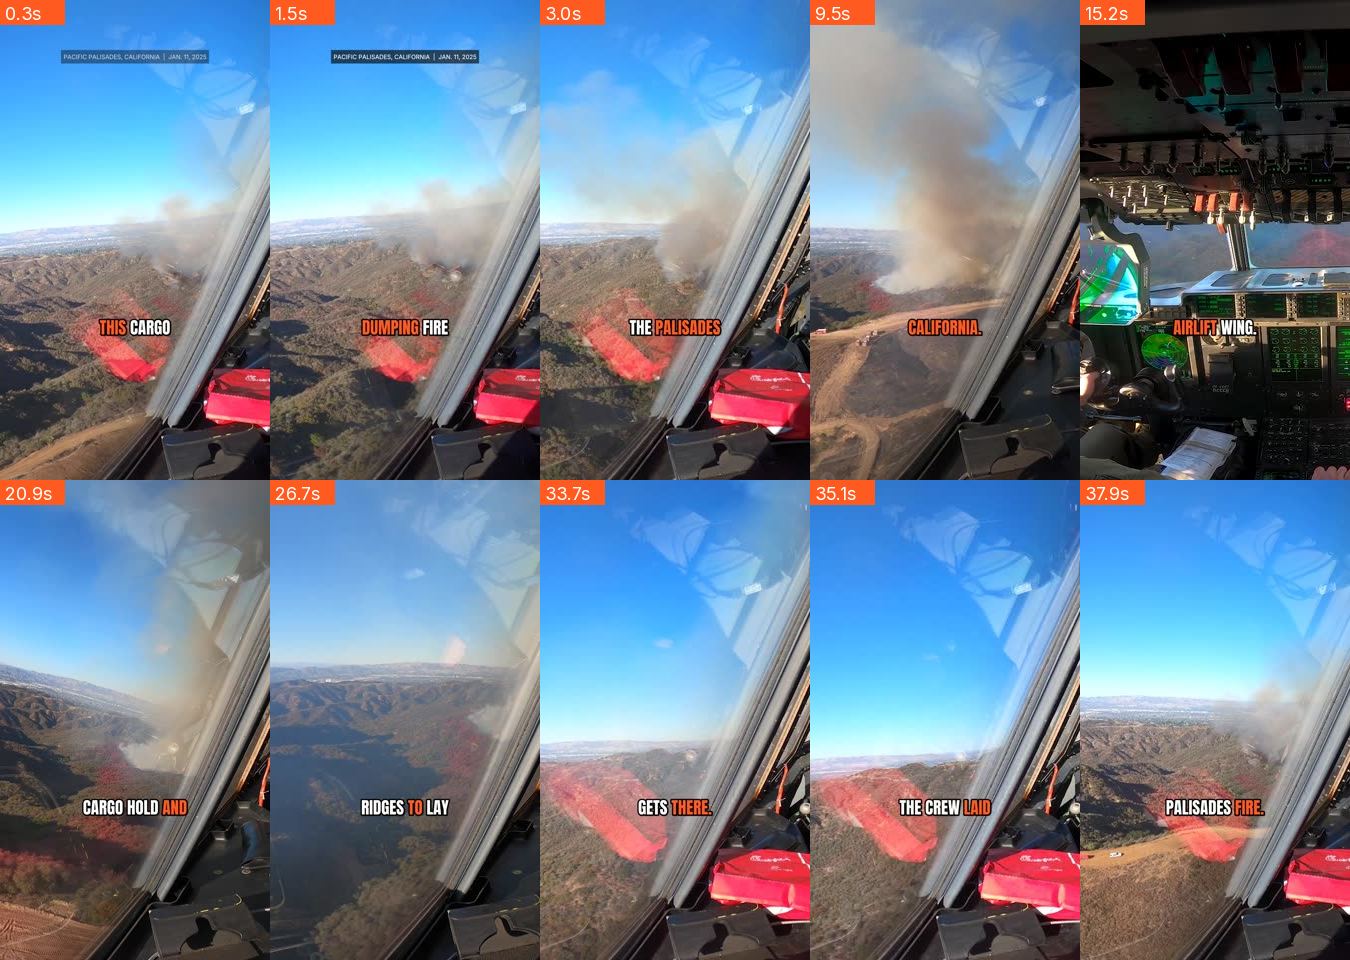 0.3s
PACIFIC PALISADES, CALIFORNIA | JAN. 11, 2025
THIS CARGO
1.5s
PACIFIC PALISADES, CALIFORNIA | JAN. 11, 2025
DUMPING FIRE
3.0s
THE PALISADES
9.5s
CALIFORNIA.
15.2s
AIRLIFT WING.
20.9s
CARGO HOLD AND
26.7s
RIDGES TO LAY
33.7s
GETS THERE.
35.1s
THE CREW LAID
37.9s
PALISADES FIRE.